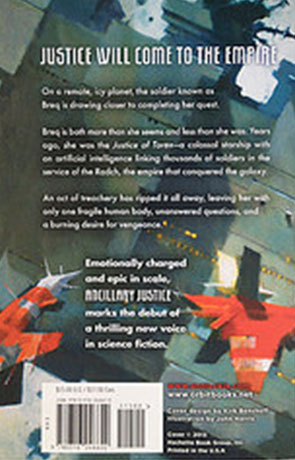 JUSTICE WILL COME TO THE EMPIRE
On a remote, icy planet, the soldier known as
Breq is drawing closer to completing her quest.
Breq is both more than she seems and less than she was. Years
ago, she was the Justice of Toren—a colossal starship with
an artificial intelligence linking thousands of soldiers in the
service of the Radch, the empire that conquered the galaxy.
An act of treachery has ripped it all away, leaving her with
only one fragile human body, unanswered questions, and
a burning desire for vengeance.
Emotionally charged
and epic in scale,
ANCILLARY JUSTICE
marks the debut of
a thrilling new voice
in science fiction.
www.orbitbooks.net
Cover design by Kirk Benshoff
Illustration by John Harris
Cover © 2013
Hachette Book Group, Inc.
Printed in the U.S.A.